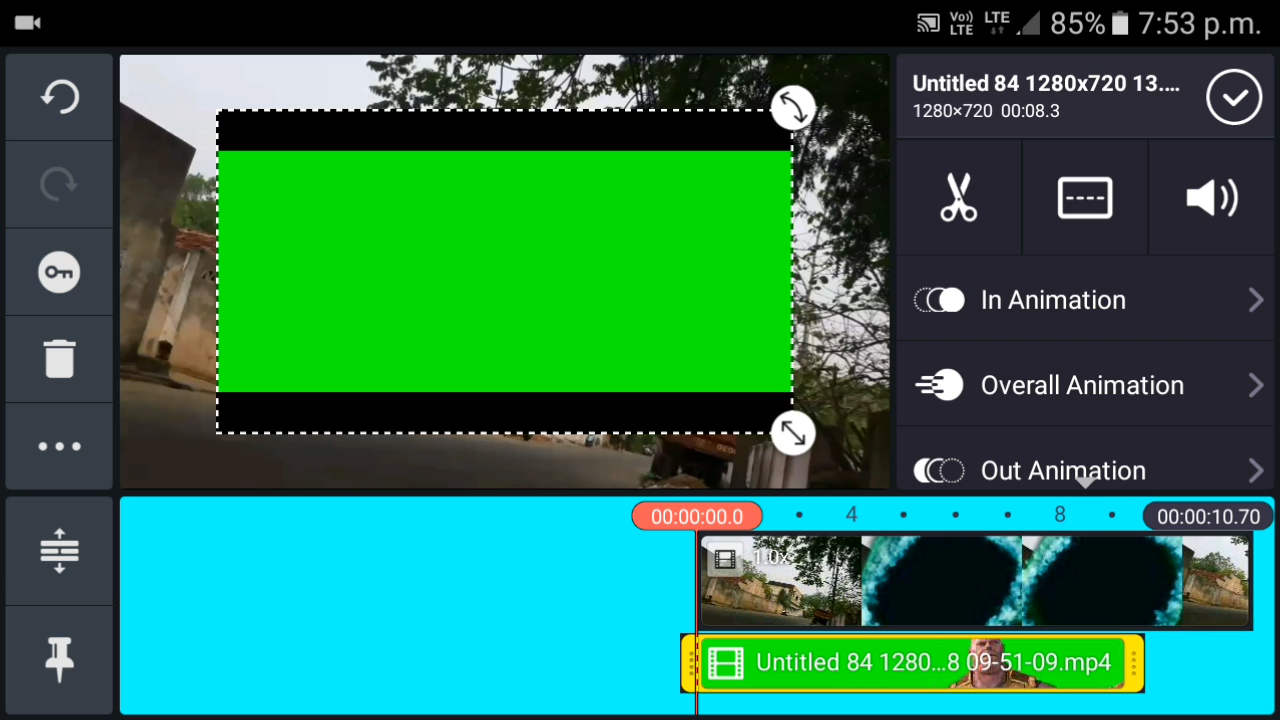 Vo) LTE LTE 85% 7:53 p.m.
Untitled 84 1280x720 13....
1280×720 00:08.3
In Animation
Overall Animation
Out Animation
00:00:00.0 4 8 00:00:10.70
1.0x
Untitled 84 1280...8 09-51-09.mp4